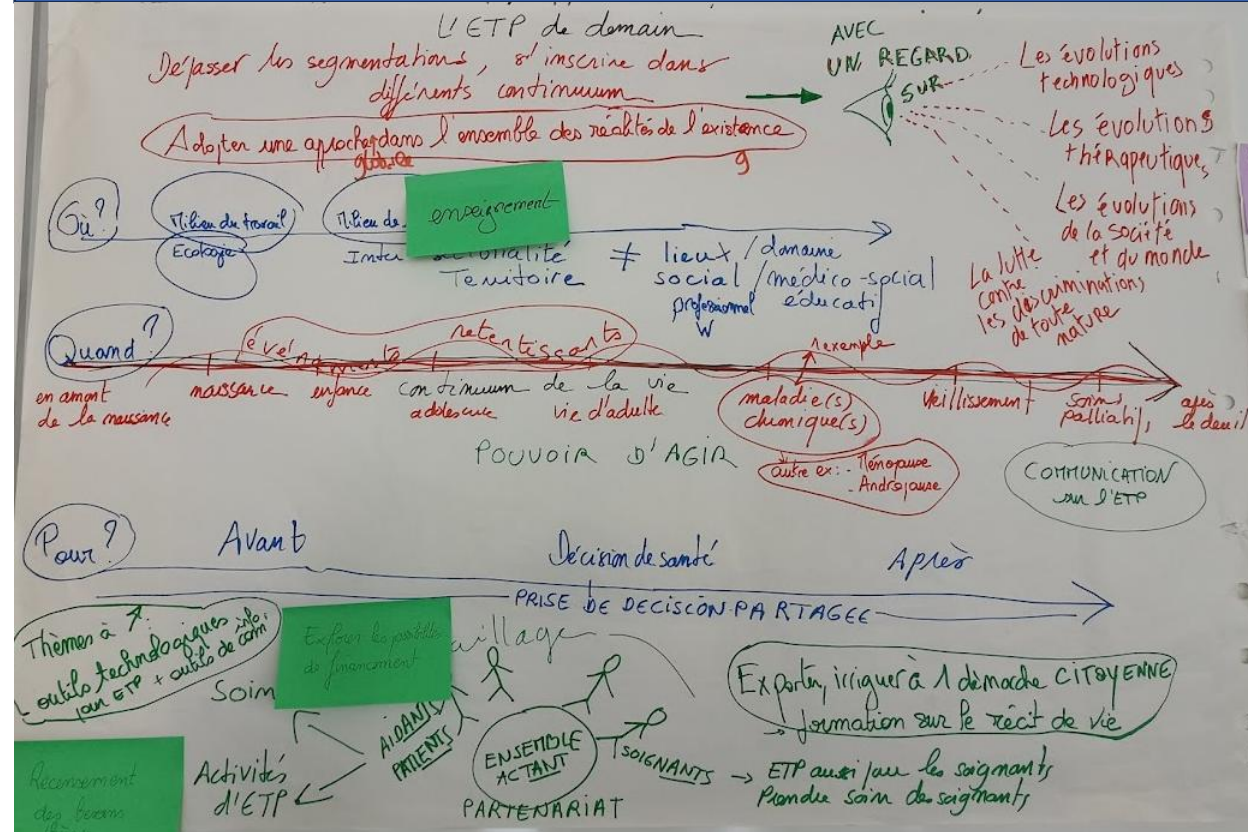 L'ETP de demain
Dépasser les segmentations, s'inscrire dans
différents continuum
Adopter une approche dans l'ensemble des réalités de l'existence
globale
AVEC
UN REGARD
SUR
Les évolutions
technologiques
Les évolutions
thérapeutiques
Les évolutions
de la société
et du monde
La lutte
contre
les discriminations
de toute
nature
Où?
Milieu du travail
Milieu de
enseignement
Ecologie
Inter
Territoire
≠ lieux / domaine
social / médico-social
professionnel
éducatif
Quand?
événements retentissants
1 exemple
en amont
de la naissance
naissance
enfance
continuum de la vie
adolescence
vie d'adulte
maladie(s)
chronique(s)
vieillissement
soins
palliatifs
après
le deuil
POUVOIR D'AGIR
autre ex: - Ménopause
- Andropause
COMMUNICATION
sur l'ETP
Pour?
Avant
Décision de santé
Après
PRISE DE DECISION PARTAGEE
Thèmes à
- outils technologiques
pour ETP + outils de com
Explorer les possibilités
de financement
aillage
Soin
Activités
d'ETP
AIDANTS
PATIENTS
ENSEMBLE
ACTANT
SOIGNANTS
PARTENARIAT
Exporter, irriguer à 1 démarche CITOYENNE
→ formation sur le récit de vie
→ ETP aussi pour les soignants
Prendre soin des soignants
Recensement
des besoins